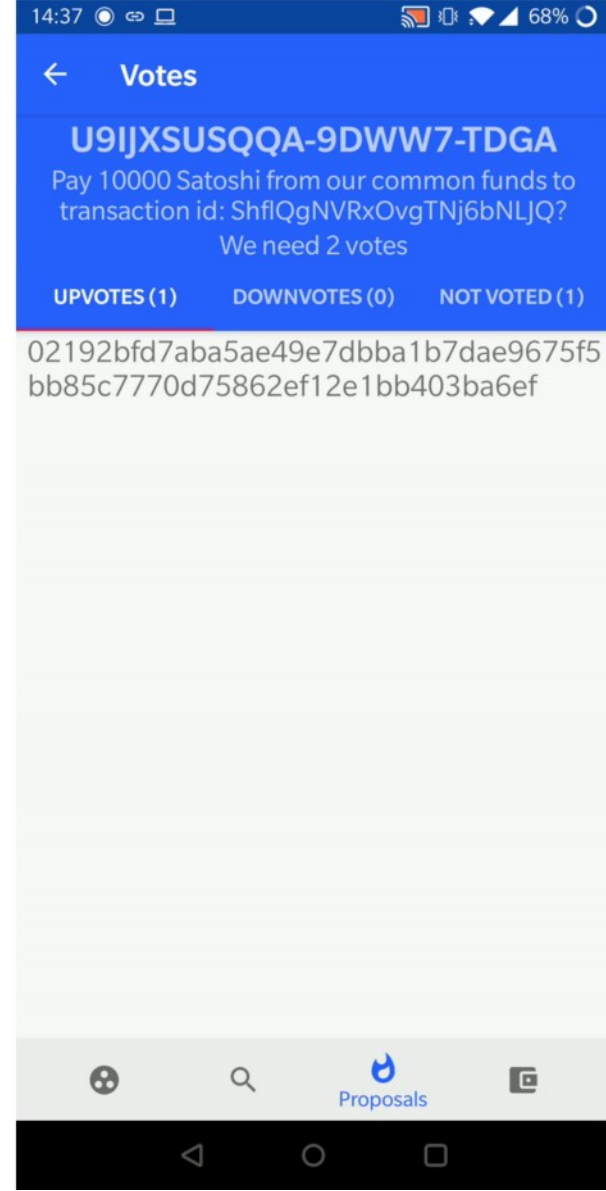 14:37
68%
Votes
U9IJXSUSQQA-9DWW7-TDGA
Pay 10000 Satoshi from our common funds to
transaction id: ShflQgNVRxOvgTNj6bNLJQ?
We need 2 votes
UPVOTES (1) DOWNVOTES (0) NOT VOTED (1)
02192bfd7aba5ae49e7dbba1b7dae9675f5
bb85c7770d75862ef12e1bb403ba6ef
Proposals